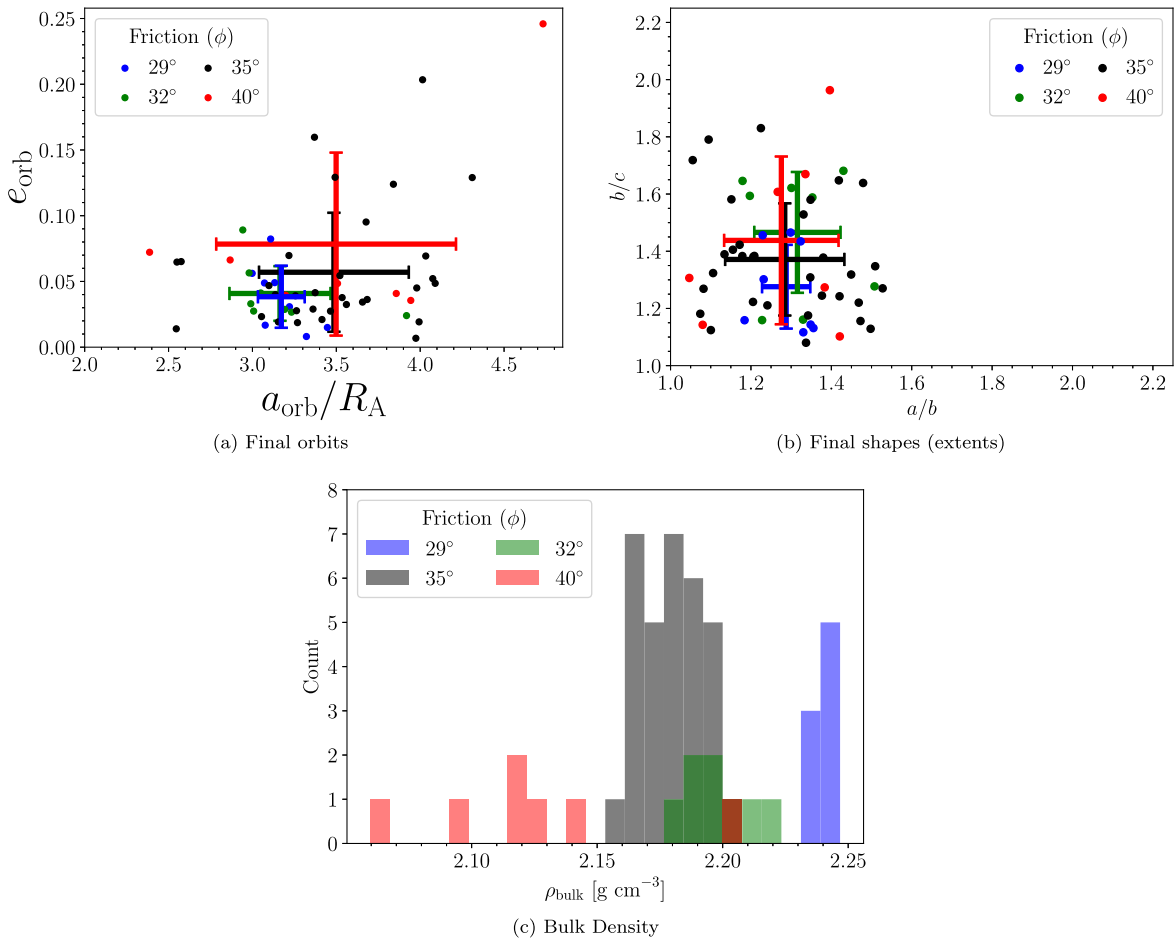 0.25
0.20
0.15
0.10
0.05
0.00
e_orb
Friction (ϕ)
29° 35°
32° 40°
2.0 2.5 3.0 3.5 4.0 4.5
a_orb/R_A
(a) Final orbits
2.2
2.0
1.8
1.6
1.4
1.2
1.0
b/c
Friction (ϕ)
29° 35°
32° 40°
1.0 1.2 1.4 1.6 1.8 2.0 2.2
a/b
(b) Final shapes (extents)
8
7
6
5
4
3
2
1
0
Count
Friction (ϕ)
29° 32°
35° 40°
2.10 2.15 2.20 2.25
ρ_bulk [g cm⁻³]
(c) Bulk Density